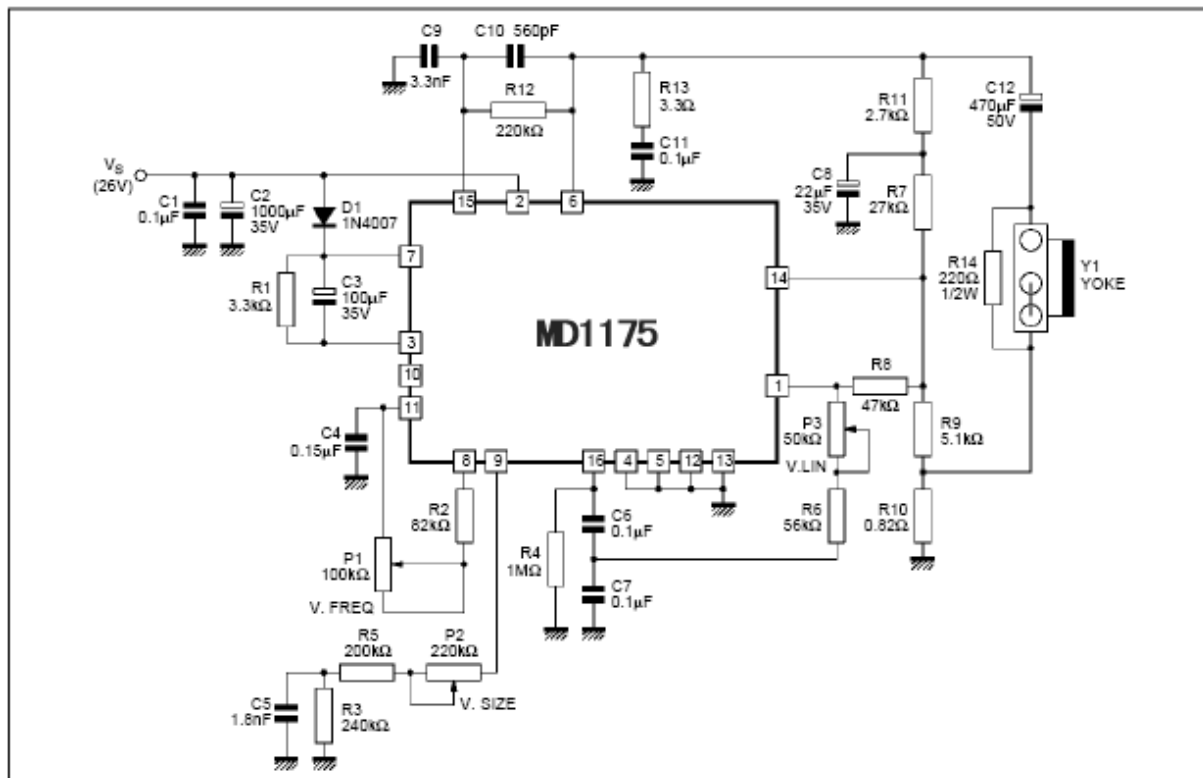 C9
3.3nF
C10 560pF
R12
220kΩ
R13
3.3Ω
C11
0.1µF
R11
2.7kΩ
C12
470µF
50V
VS
(26V)
C1
0.1µF
C2
1000µF
35V
D1
1N4007
C8
22µF
35V
R7
27kΩ
15
2
6
7
R1
3.3kΩ
C3
100µF
35V
3
10
11
MD1175
14
R14
220Ω
1/2W
Y1
YOKE
1
R8
47kΩ
C4
0.15µF
P3
50kΩ
V.LIN
R9
5.1kΩ
8
9
16
4
5
12
13
R2
82kΩ
C6
0.1µF
R6
56kΩ
R10
0.82Ω
P1
100kΩ
V. FREQ
R4
1MΩ
C7
0.1µF
R5
200kΩ
P2
220kΩ
V. SIZE
C5
1.8nF
R3
240kΩ